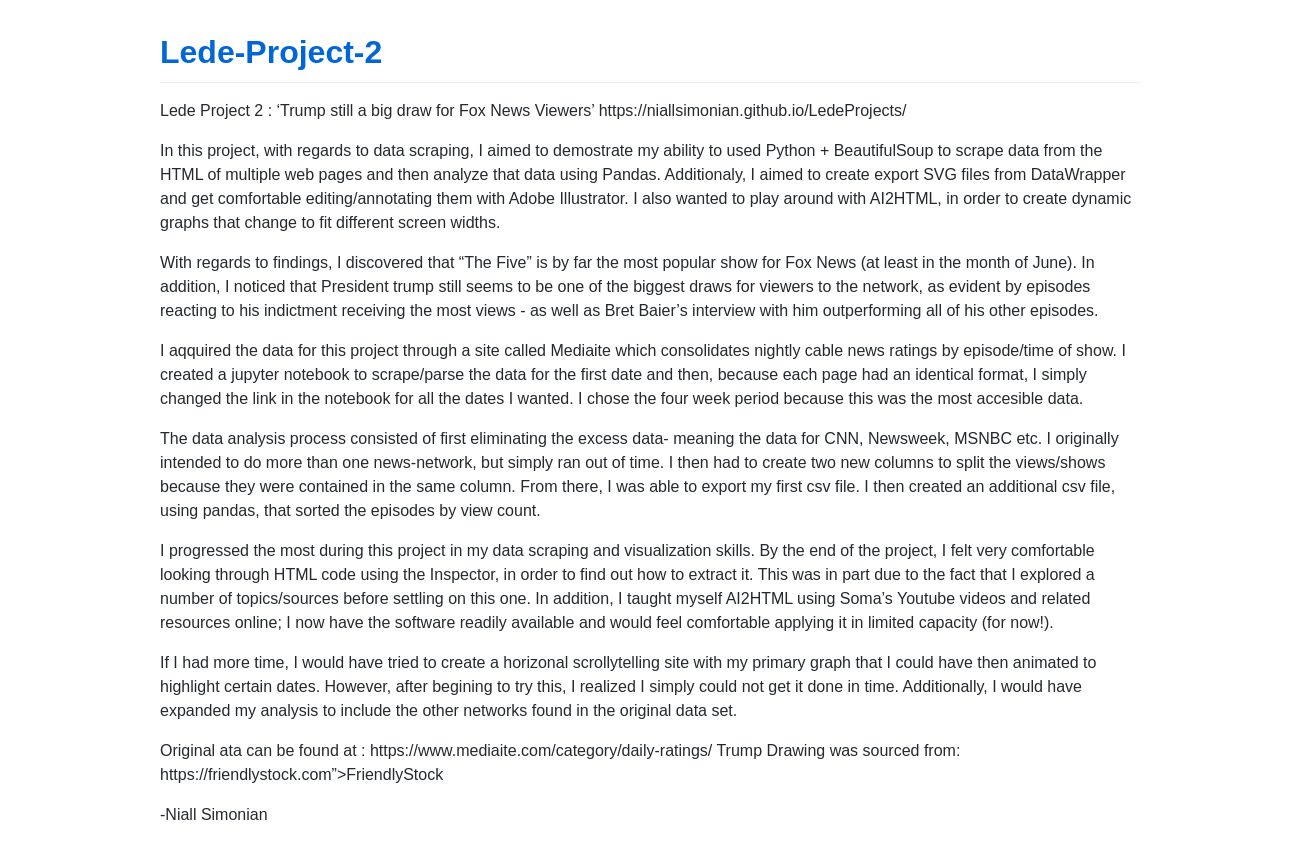 Lede-Project-2
Lede Project 2 : ‘Trump still a big draw for Fox News Viewers’ https://niallsimonian.github.io/LedeProjects/
In this project, with regards to data scraping, I aimed to demostrate my ability to used Python + BeautifulSoup to scrape data from the
HTML of multiple web pages and then analyze that data using Pandas. Additionaly, I aimed to create export SVG files from DataWrapper
and get comfortable editing/annotating them with Adobe Illustrator. I also wanted to play around with AI2HTML, in order to create dynamic
graphs that change to fit different screen widths.
With regards to findings, I discovered that “The Five” is by far the most popular show for Fox News (at least in the month of June). In
addition, I noticed that President trump still seems to be one of the biggest draws for viewers to the network, as evident by episodes
reacting to his indictment receiving the most views - as well as Bret Baier’s interview with him outperforming all of his other episodes.
I aqquired the data for this project through a site called Mediaite which consolidates nightly cable news ratings by episode/time of show. I
created a jupyter notebook to scrape/parse the data for the first date and then, because each page had an identical format, I simply
changed the link in the notebook for all the dates I wanted. I chose the four week period because this was the most accesible data.
The data analysis process consisted of first eliminating the excess data- meaning the data for CNN, Newsweek, MSNBC etc. I originally
intended to do more than one news-network, but simply ran out of time. I then had to create two new columns to split the views/shows
because they were contained in the same column. From there, I was able to export my first csv file. I then created an additional csv file,
using pandas, that sorted the episodes by view count.
I progressed the most during this project in my data scraping and visualization skills. By the end of the project, I felt very comfortable
looking through HTML code using the Inspector, in order to find out how to extract it. This was in part due to the fact that I explored a
number of topics/sources before settling on this one. In addition, I taught myself AI2HTML using Soma’s Youtube videos and related
resources online; I now have the software readily available and would feel comfortable applying it in limited capacity (for now!).
If I had more time, I would have tried to create a horizonal scrollytelling site with my primary graph that I could have then animated to
highlight certain dates. However, after begining to try this, I realized I simply could not get it done in time. Additionally, I would have
expanded my analysis to include the other networks found in the original data set.
Original ata can be found at : https://www.mediaite.com/category/daily-ratings/ Trump Drawing was sourced from:
https://friendlystock.com”>FriendlyStock
-Niall Simonian